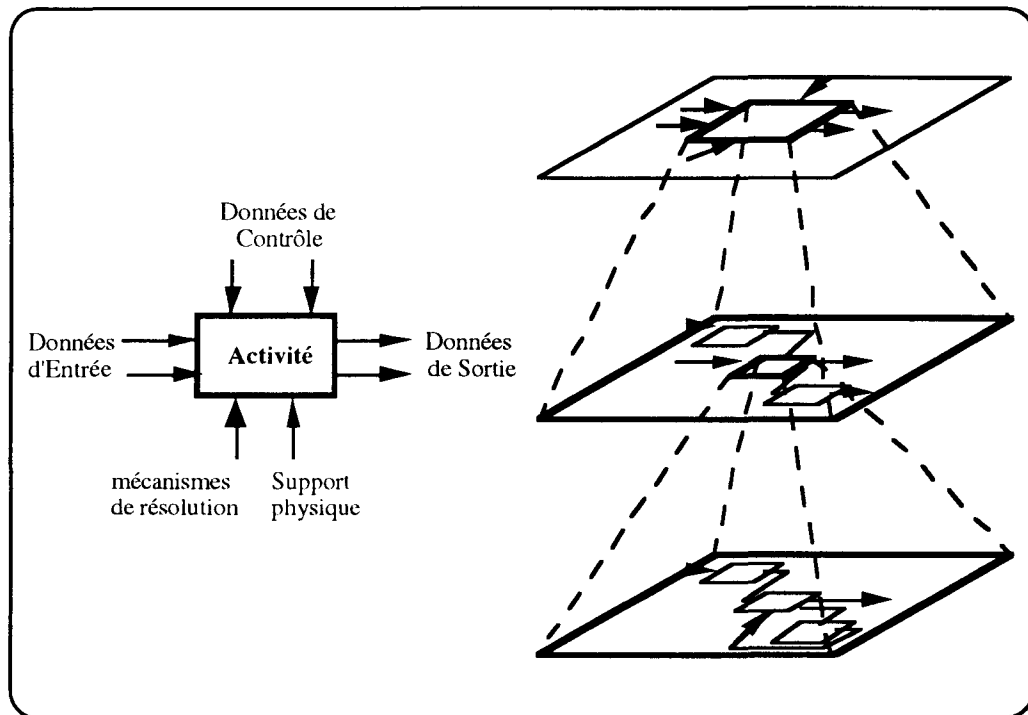 Données de
Contrôle
Données
d'Entrée
Activité
Données
de Sortie
mécanismes
de résolution
Support
physique